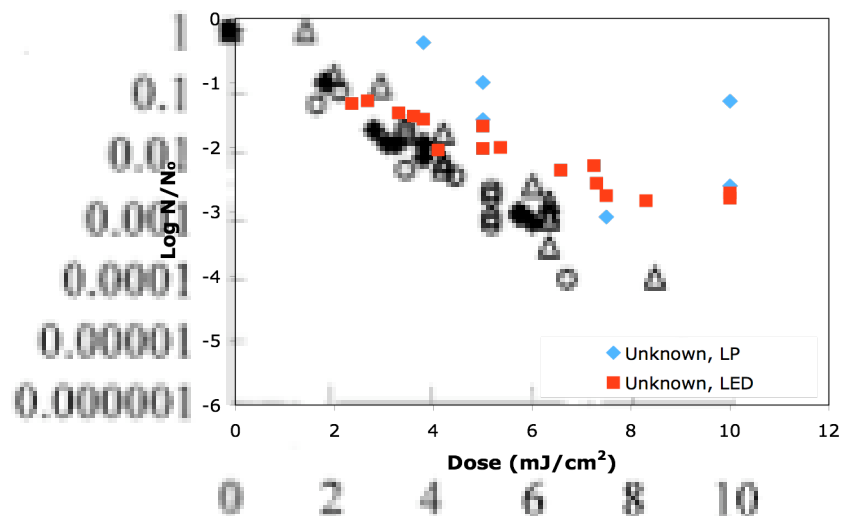 0
1
-1
0.1
-2
0.01
Log N/N₀
-3
0.001
-4
0.0001
-5
0.00001
-6
0.000001
Unknown, LP
Unknown, LED
0 2 4 6 8 10 12
Dose (mJ/cm²)
0 2 4 6 8 10